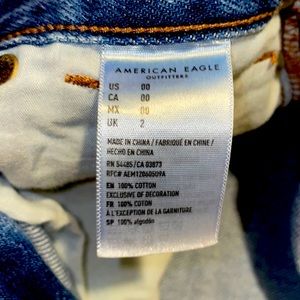 AMERICAN EAGLE
OUTFITTERS
US 00
CA 00
MX 00
UK 2
MADE IN CHINA / FABRIQUÉ EN CHINE /
HECHO EN CHINA
RN 54485/CA 03873
RFC# AEM12060509A
EN 100% COTTON
EXCLUSIVE OF DECORATION
FR 100% COTON
À L'EXCEPTION DE LA GARNITURE
SP 100% algodón